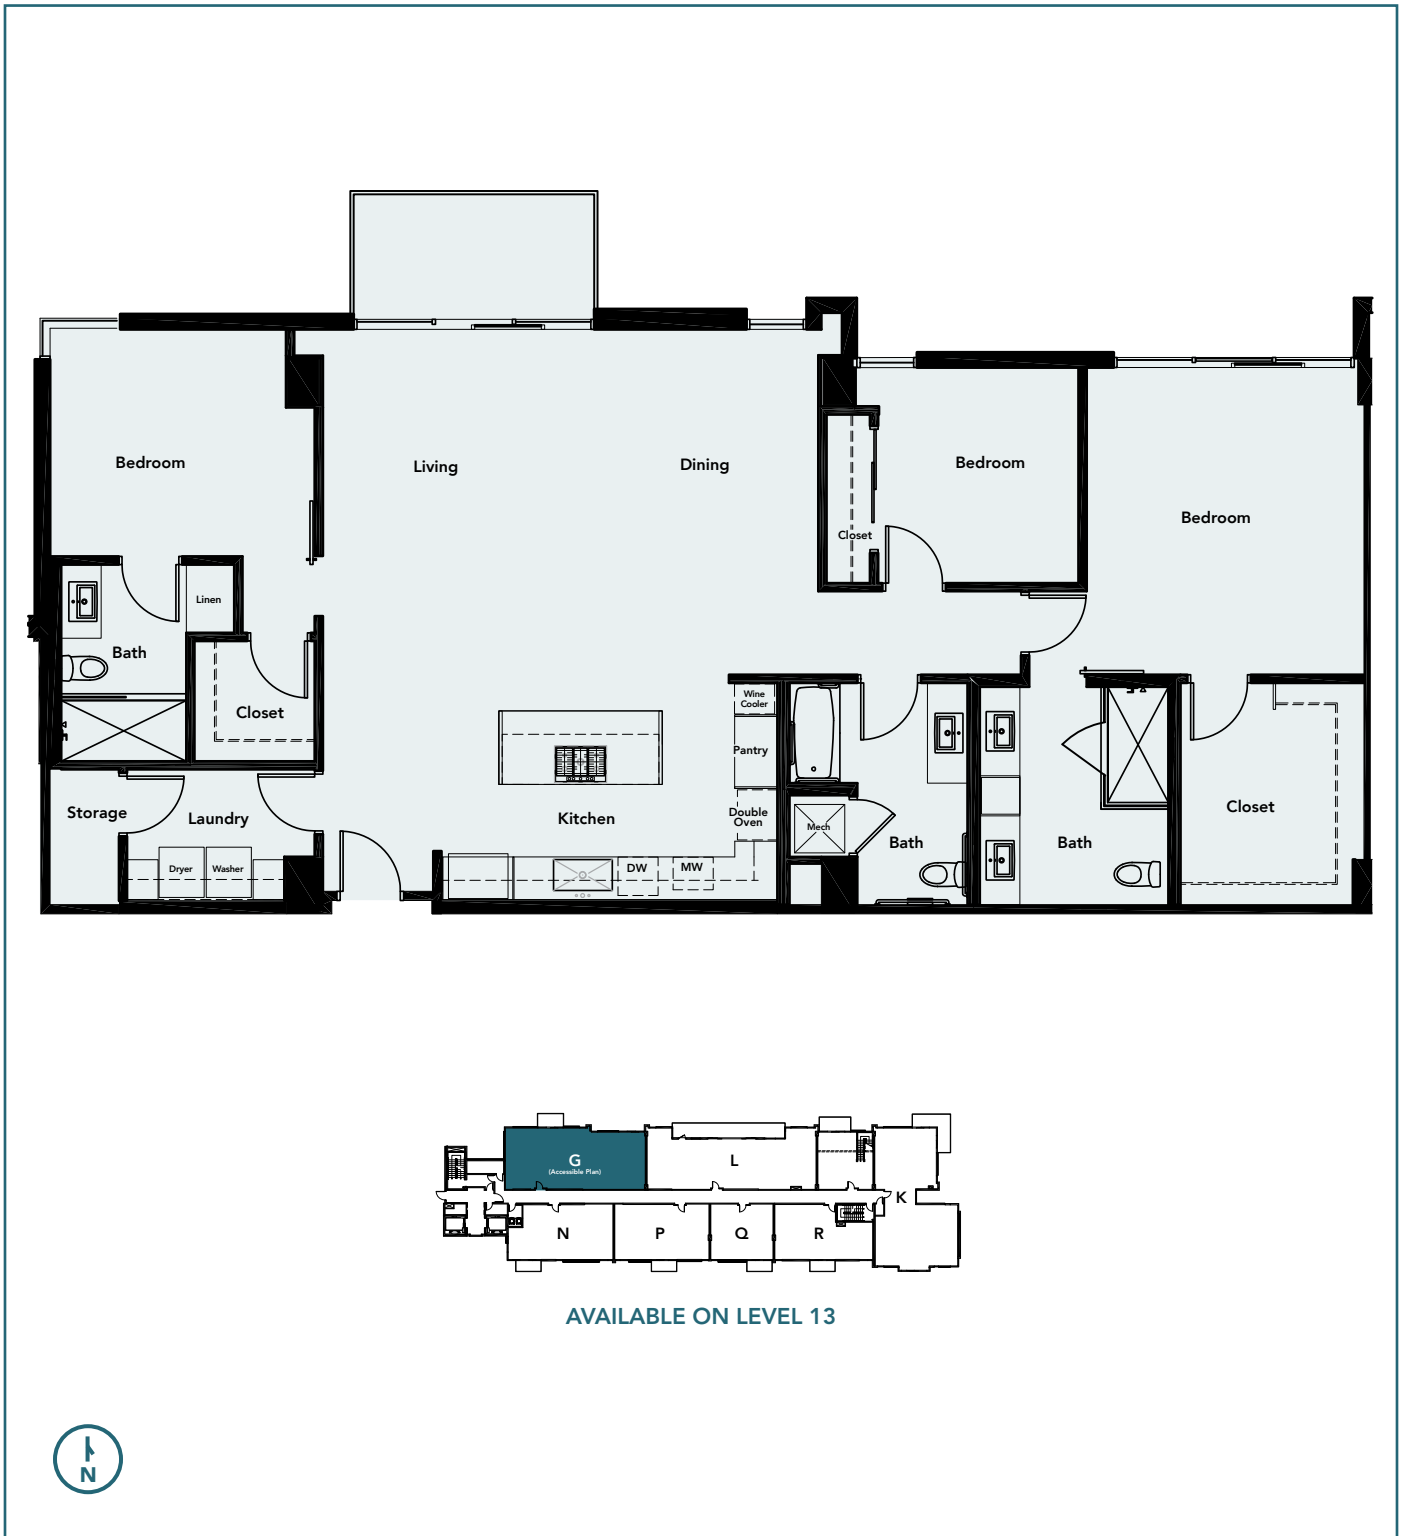 Bedroom
Living
Dining
Bedroom
Bedroom
Closet
Linen
Bath
Closet
Wine
Cooler
Pantry
Double
Oven
Storage
Laundry
Kitchen
Mech
Bath
Bath
Closet
Dryer
Washer
DW
MW
G
(Accessible Plan)
L
K
N
P
Q
R
AVAILABLE ON LEVEL 13
N